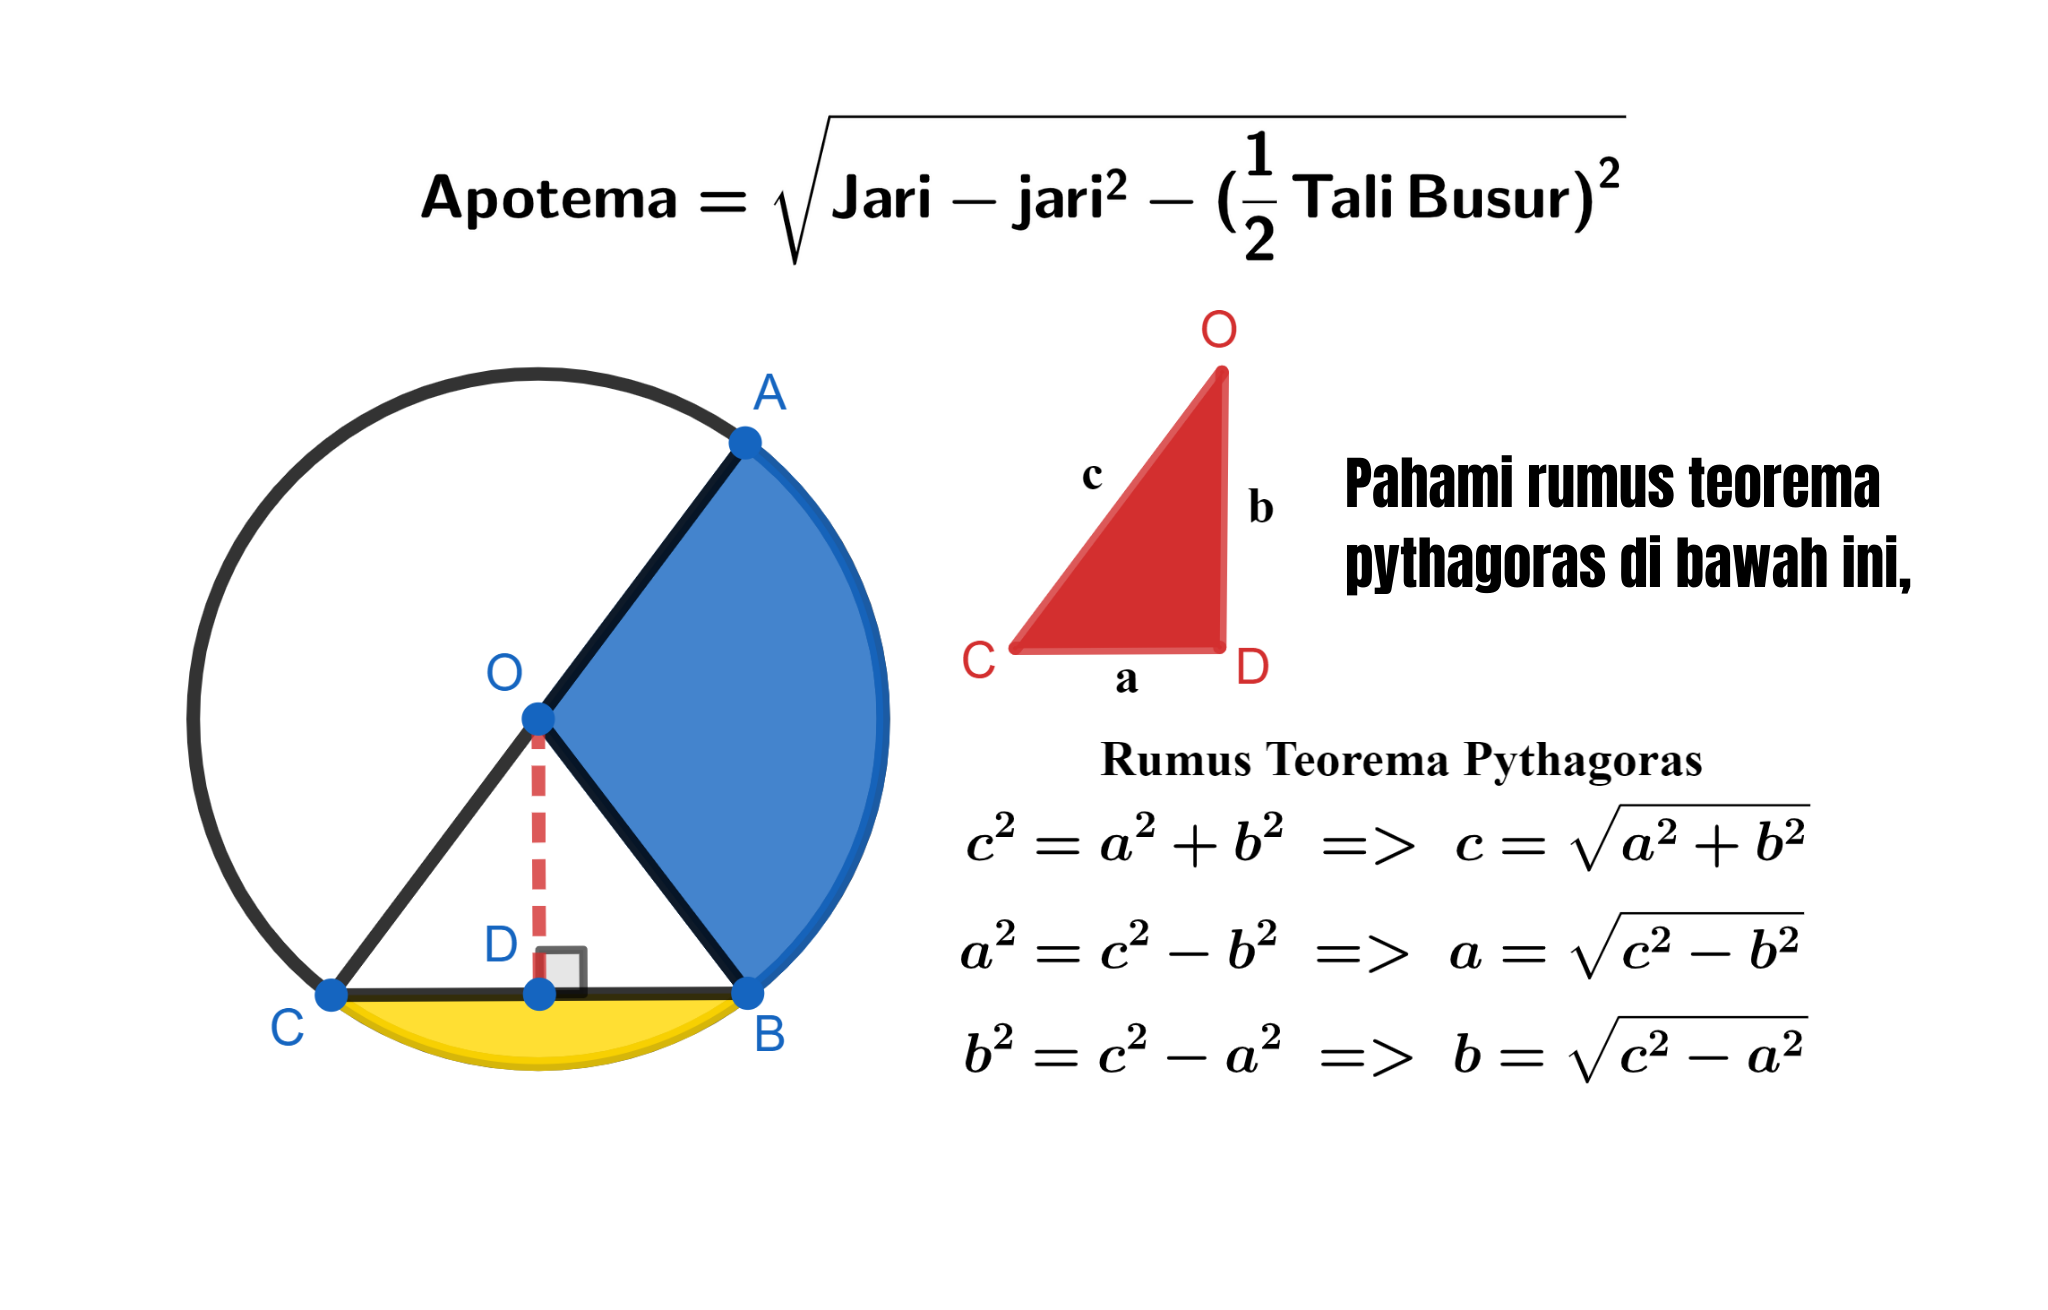 Apotema = √(Jari – jari² – (1/2 Tali Busur)²)
A
O
D
C
B
O
c
b
C
D
a
Pahami rumus teorema
pythagoras di bawah ini,
Rumus Teorema Pythagoras
c² = a² + b² => c = √(a² + b²)
a² = c² – b² => a = √(c² – b²)
b² = c² – a² => b = √(c² – a²)